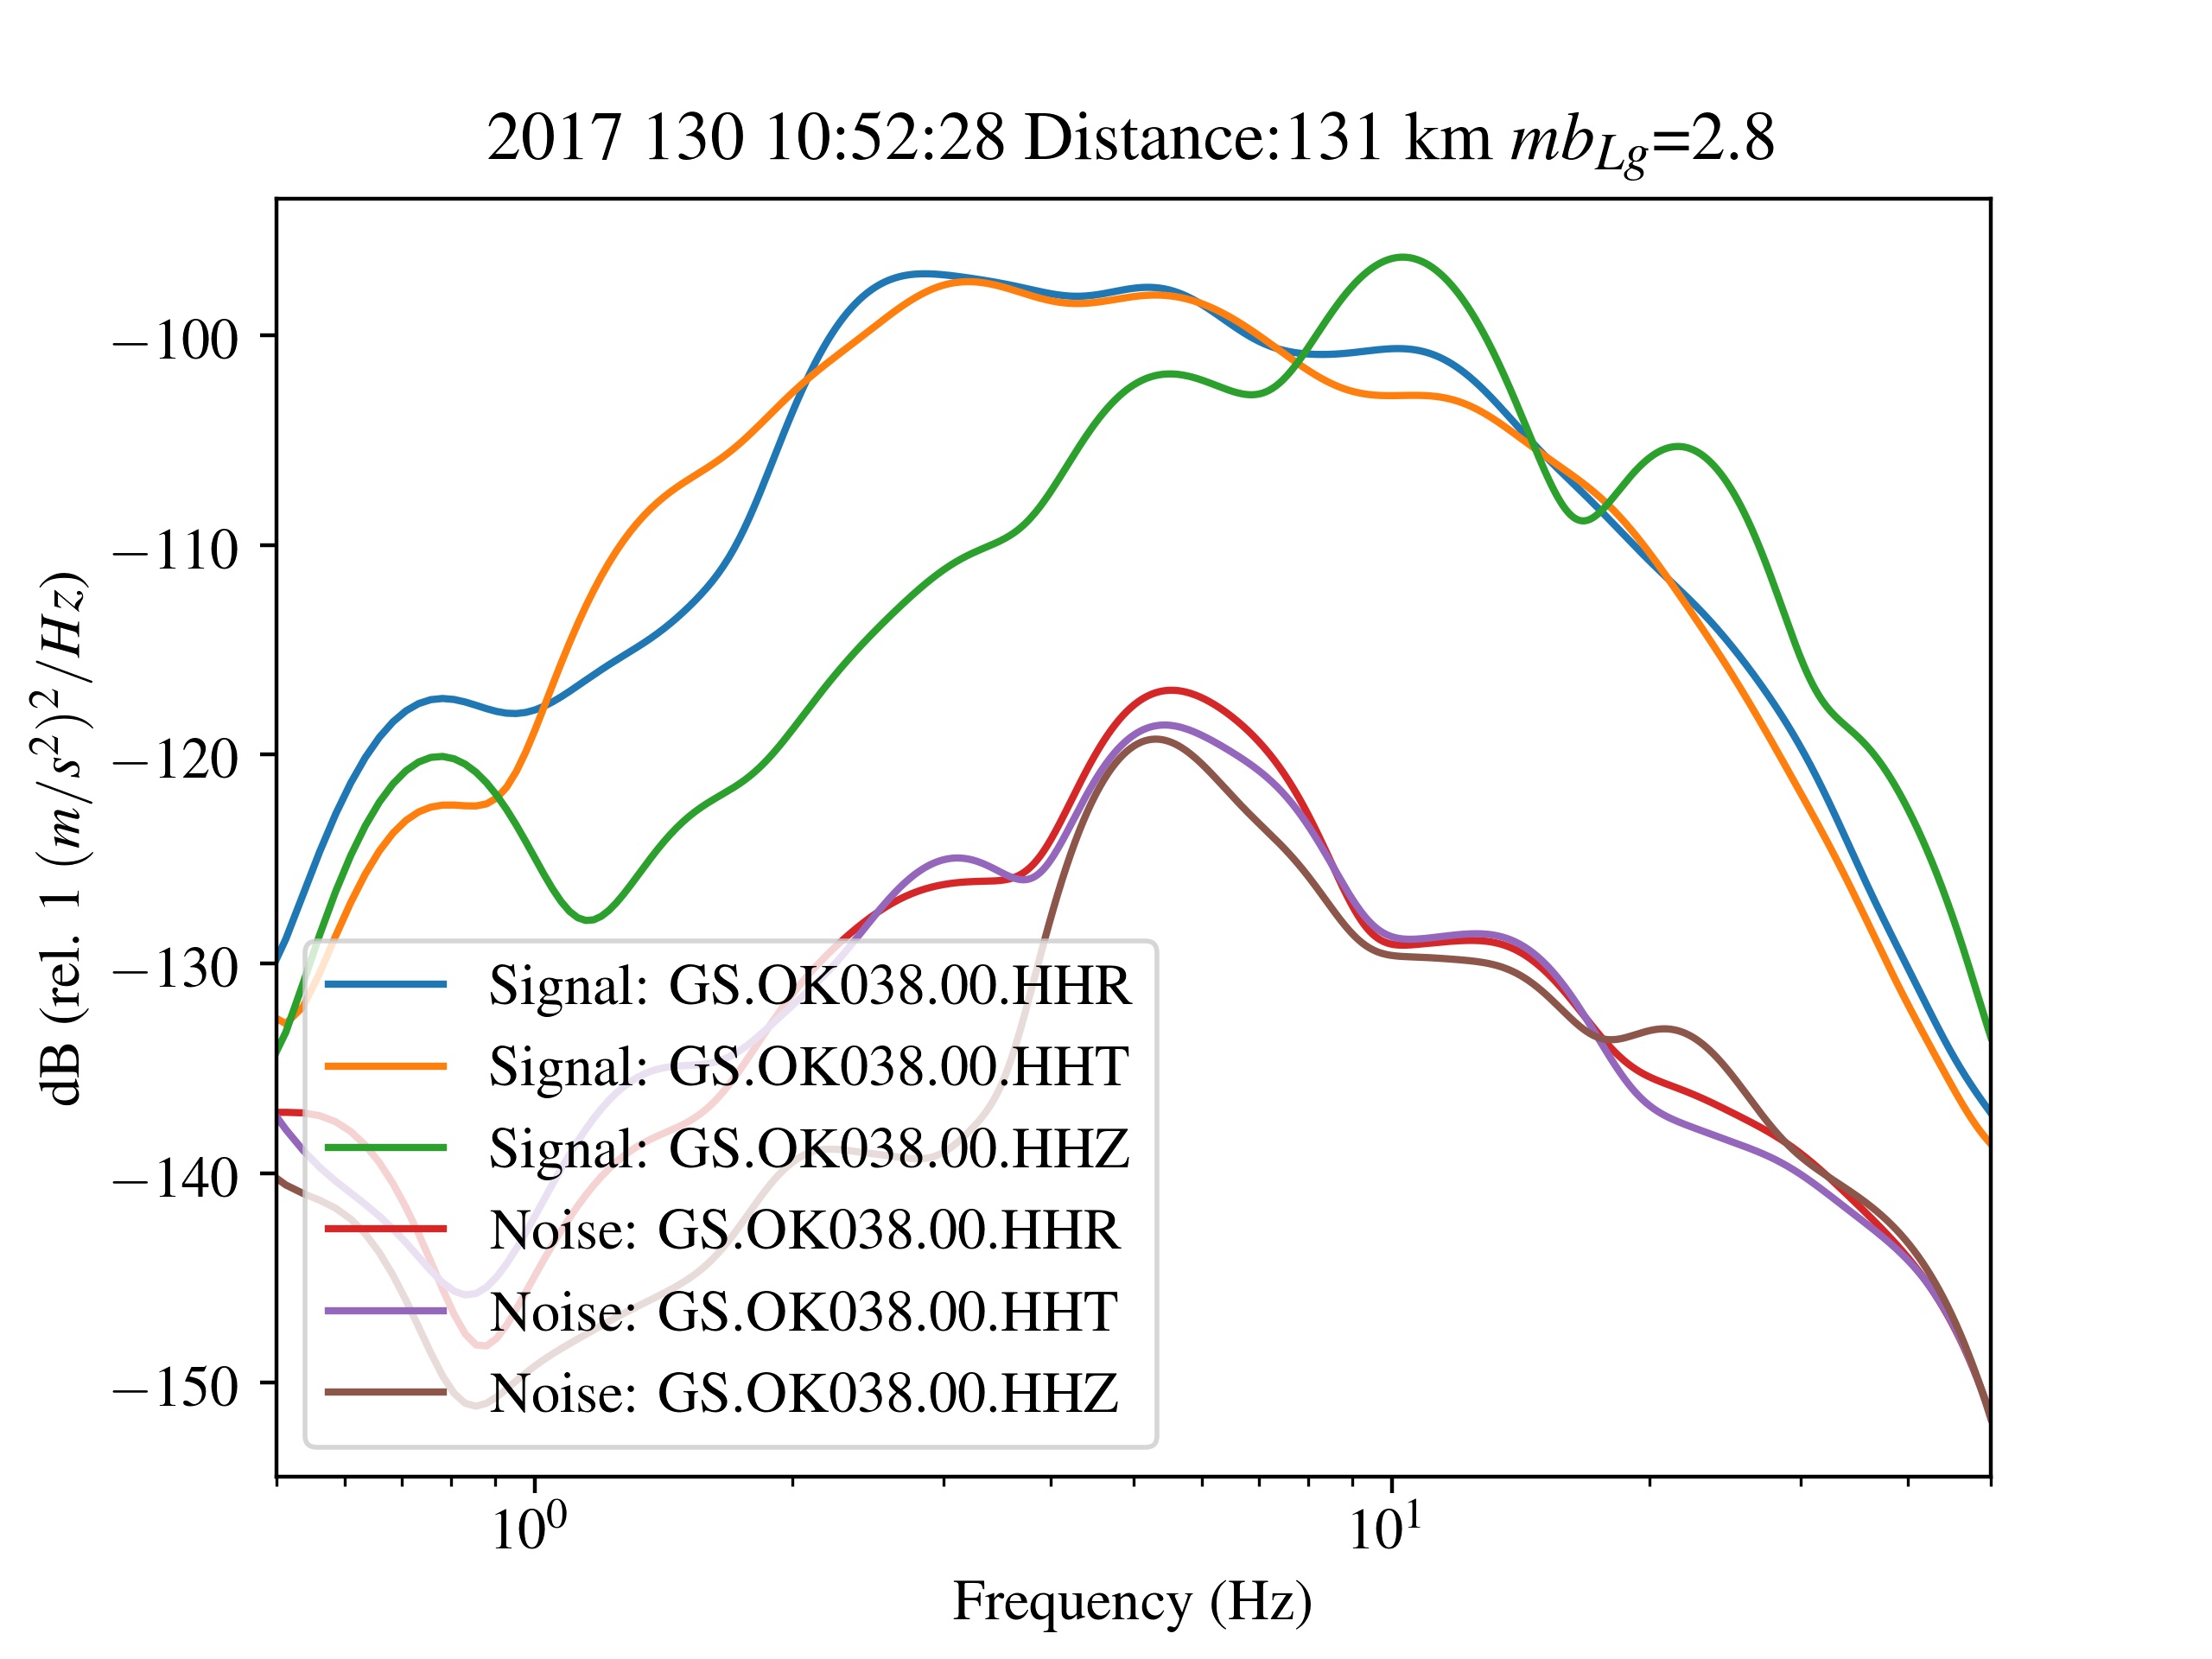 2017 130 10:52:28 Distance:131 km mb_{Lg}=2.8
dB (rel. 1 (m/s²)²/Hz)
−100
−110
−120
−130
−140
−150
Signal: GS.OK038.00.HHR
Signal: GS.OK038.00.HHT
Signal: GS.OK038.00.HHZ
Noise: GS.OK038.00.HHR
Noise: GS.OK038.00.HHT
Noise: GS.OK038.00.HHZ
10⁰ 10¹
Frequency (Hz)